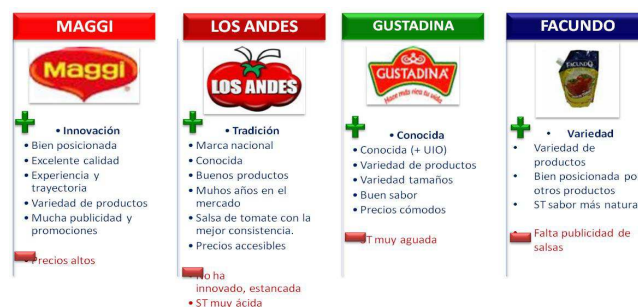 MAGGI
Maggi
• Innovación
• Bien posicionada
• Excelente calidad
• Experiencia y
trayectoria
• Variedad de productos
• Mucha publicidad y
promociones
Precios altos
LOS ANDES
LOS ANDES
• Tradición
• Marca nacional
• Conocida
• Buenos productos
• Muhos años en el
mercado
• Salsa de tomate con la
mejor consistencia.
• Precios accesibles
No ha
innovado, estancada
• ST muy ácida
GUSTADINA
GUSTADINA
Hace más rica tu vida
• Conocida
• Conocida (+ UIO)
• Variedad de productos
• Variedad tamaños
• Buen sabor
• Precios cómodos
ST muy aguada
FACUNDO
FACUNDO
• Variedad
• Variedad de
productos
• Bien posicionada po
otros productos
• ST sabor más natura
• Falta publicidad de
salsas